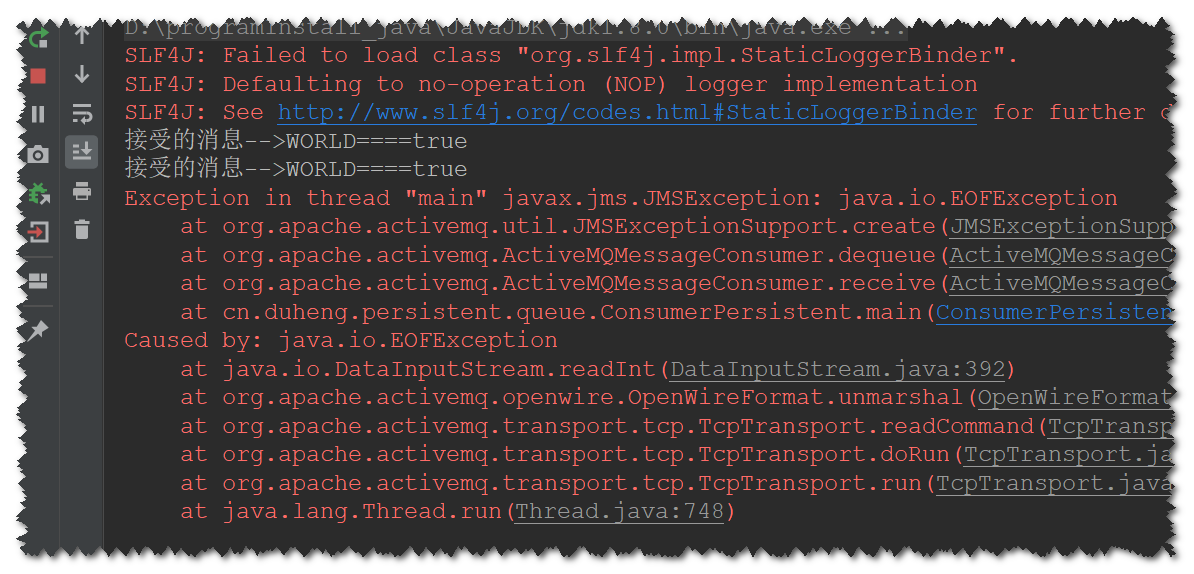 D:\programinstall_java\JavaJDK\jdk1.8.0\bin\java.exe ...
SLF4J: Failed to load class "org.slf4j.impl.StaticLoggerBinder".
SLF4J: Defaulting to no-operation (NOP) logger implementation
SLF4J: See http://www.slf4j.org/codes.html#StaticLoggerBinder for further
接受的消息-->WORLD====true
接受的消息-->WORLD====true
Exception in thread "main" javax.jms.JMSException: java.io.EOFException
at org.apache.activemq.util.JMSExceptionSupport.create(JMSExceptionSupp
at org.apache.activemq.ActiveMQMessageConsumer.dequeue(ActiveMQMessageC
at org.apache.activemq.ActiveMQMessageConsumer.receive(ActiveMQMessageC
at cn.duheng.persistent.queue.ConsumerPersistent.main(ConsumerPersisten
Caused by: java.io.EOFException
at java.io.DataInputStream.readInt(DataInputStream.java:392)
at org.apache.activemq.openwire.OpenWireFormat.unmarshal(OpenWireFormat
at org.apache.activemq.transport.tcp.TcpTransport.readCommand(TcpTransp
at org.apache.activemq.transport.tcp.TcpTransport.doRun(TcpTransport.ja
at org.apache.activemq.transport.tcp.TcpTransport.run(TcpTransport.java
at java.lang.Thread.run(Thread.java:748)